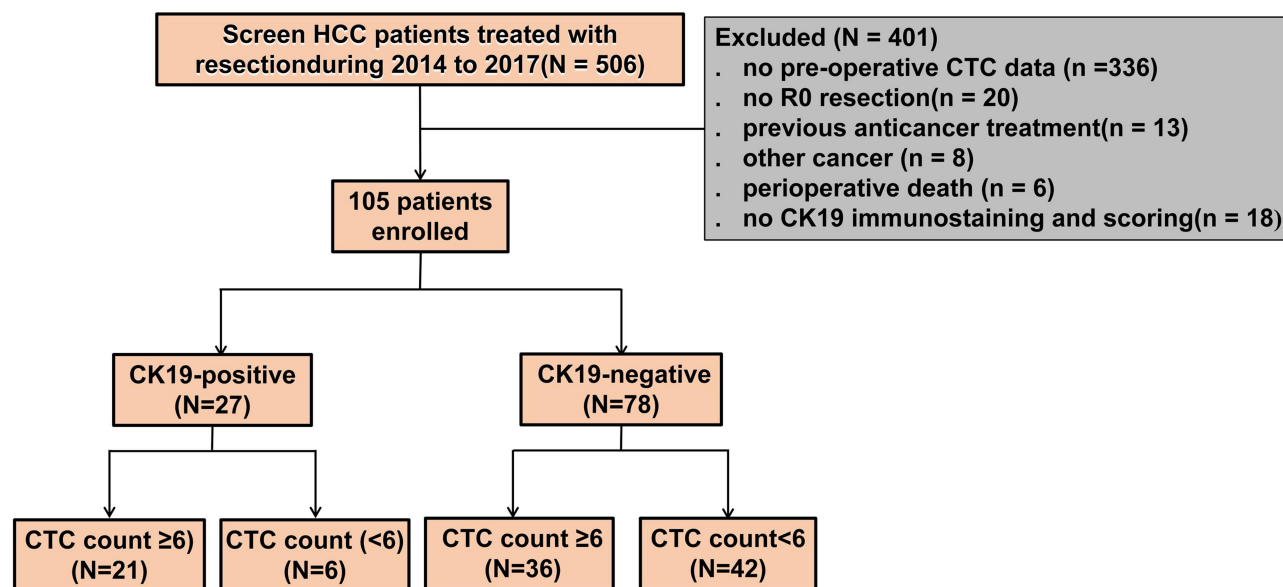 Screen HCC patients treated with
resectionduring 2014 to 2017(N = 506)
Excluded (N = 401)
. no pre-operative CTC data (n =336)
. no R0 resection(n = 20)
. previous anticancer treatment(n = 13)
. other cancer (n = 8)
. perioperative death (n = 6)
. no CK19 immunostaining and scoring(n = 18)
105 patients
enrolled
CK19-positive
(N=27)
CK19-negative
(N=78)
CTC count ≥6)
(N=21)
CTC count (<6)
(N=6)
CTC count ≥6
(N=36)
CTC count<6
(N=42)